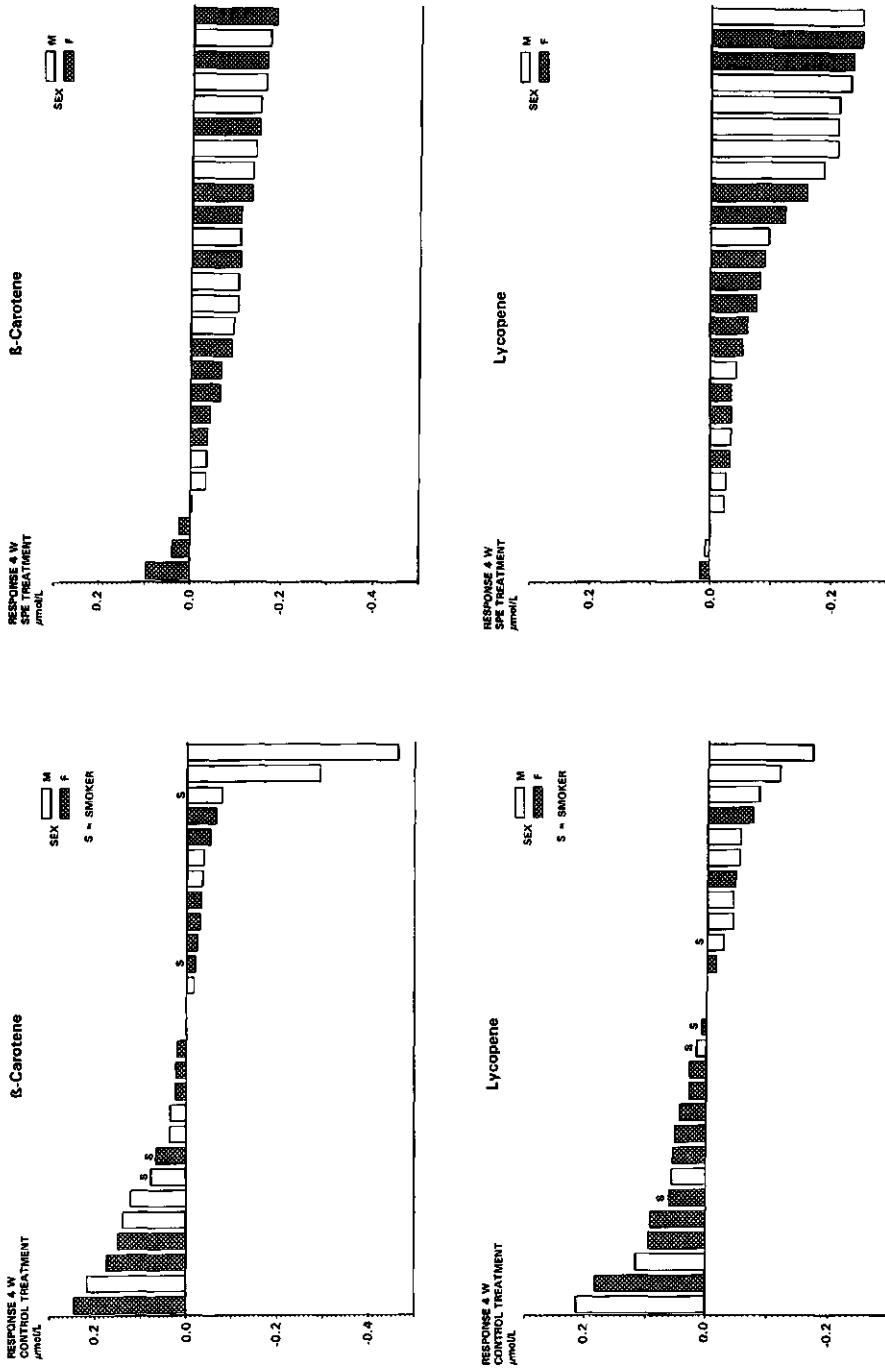 ß-Carotene
RESPONSE 4 W
CONTROL TREATMENT
µmol/L
SEX
M
F
S = SMOKER
0.2
0.0
-0.2
-0.4
S
S
S
S
ß-Carotene
RESPONSE 4 W
SPE TREATMENT
µmol/L
SEX
M
F
0.2
0.0
-0.2
-0.4
Lycopene
RESPONSE 4 W
CONTROL TREATMENT
µmol/L
SEX
M
F
S = SMOKER
0.2
0.0
-0.2
S
S
S
S
Lycopene
RESPONSE 4 W
SPE TREATMENT
µmol/L
SEX
M
F
0.2
0.0
-0.2